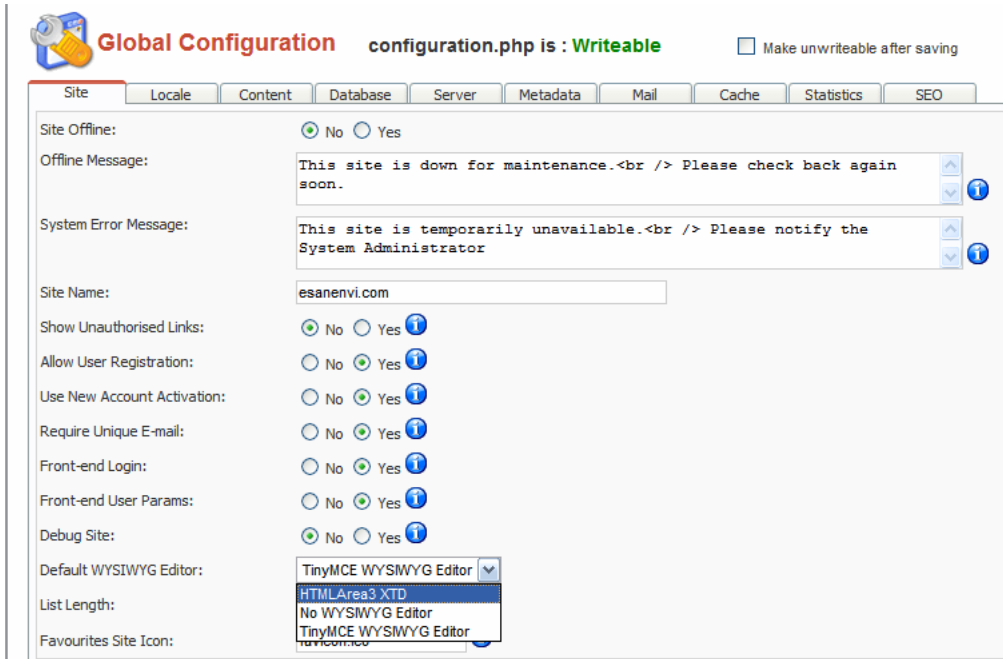 Global Configuration configuration.php is : Writeable Make unwriteable after saving
Site Locale Content Database Server Metadata Mail Cache Statistics SEO
Site Offline: No Yes
Offline Message: This site is down for maintenance.<br /> Please check back again
soon.
System Error Message: This site is temporarily unavailable.<br /> Please notify the
System Administrator
Site Name: esanenvi.com
Show Unauthorised Links: No Yes
Allow User Registration: No Yes
Use New Account Activation: No Yes
Require Unique E-mail: No Yes
Front-end Login: No Yes
Front-end User Params: No Yes
Debug Site: No Yes
Default WYSIWYG Editor: TinyMCE WYSIWYG Editor
HTMLArea3 XTD
List Length: No WYSIWYG Editor
TinyMCE WYSIWYG Editor
Favourites Site Icon: favicon.ico